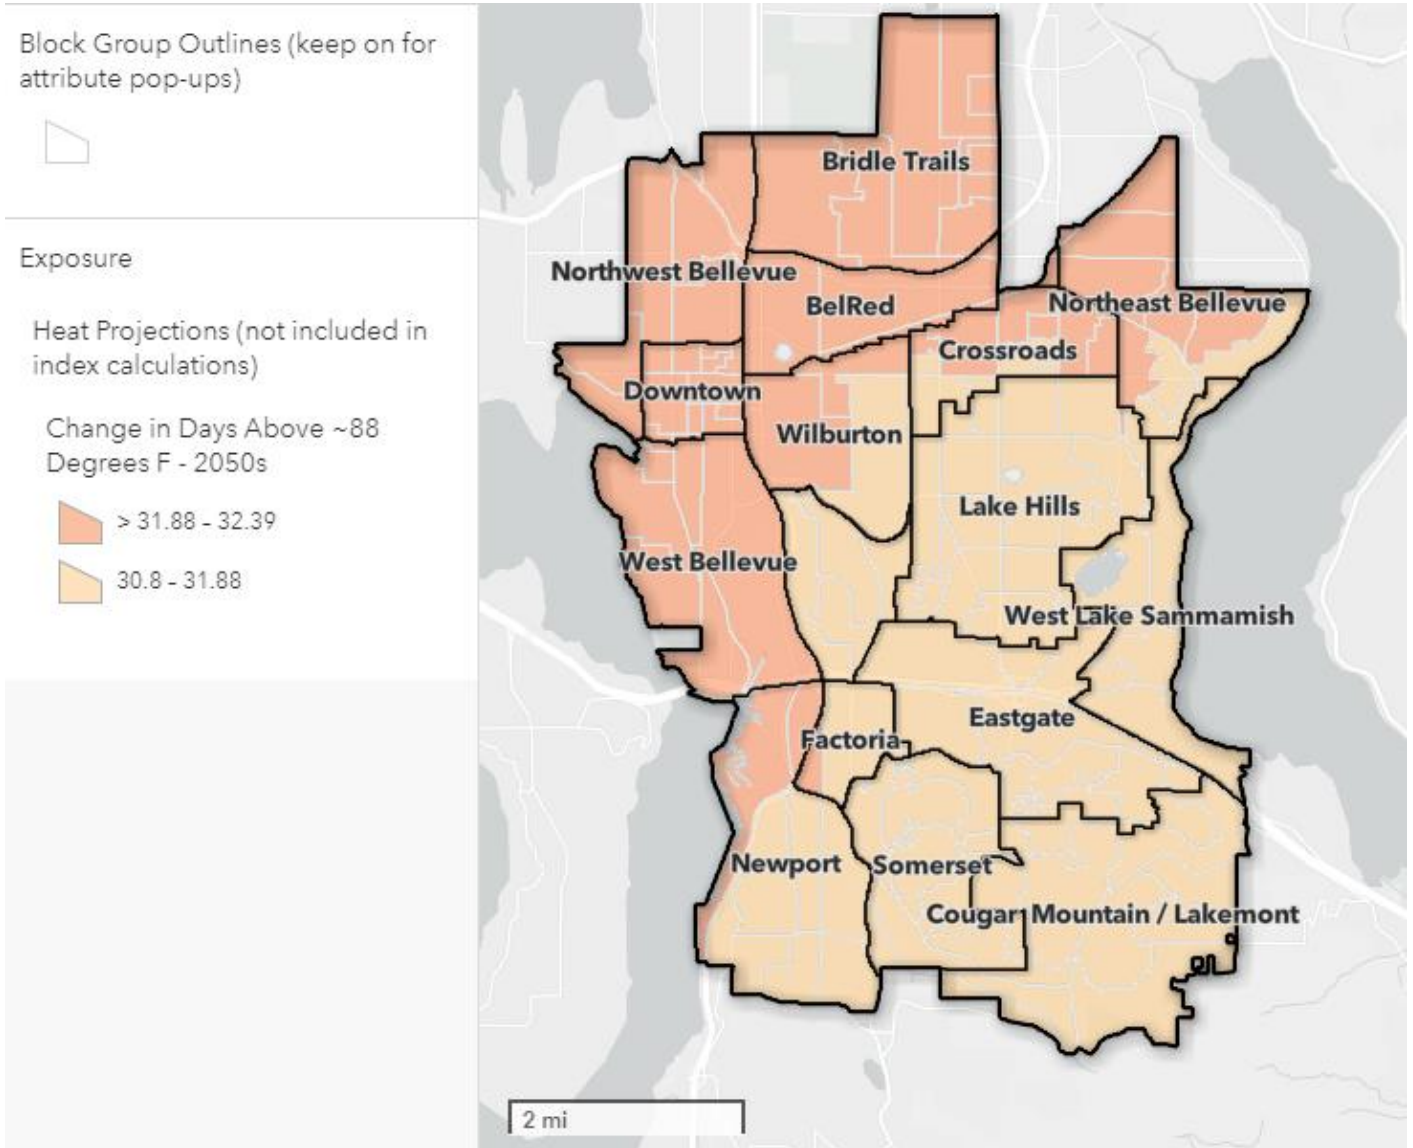 Block Group Outlines (keep on for
attribute pop-ups)
Exposure
Heat Projections (not included in
index calculations)
Change in Days Above ~88
Degrees F - 2050s
> 31.88 - 32.39
30.8 - 31.88
Bridle Trails
Northwest Bellevue
BelRed
Northeast Bellevue
Crossroads
Downtown
Wilburton
Lake Hills
West Bellevue
West Lake Sammamish
Eastgate
Factoria
Newport
Somerset
Cougar Mountain / Lakemont
2 mi